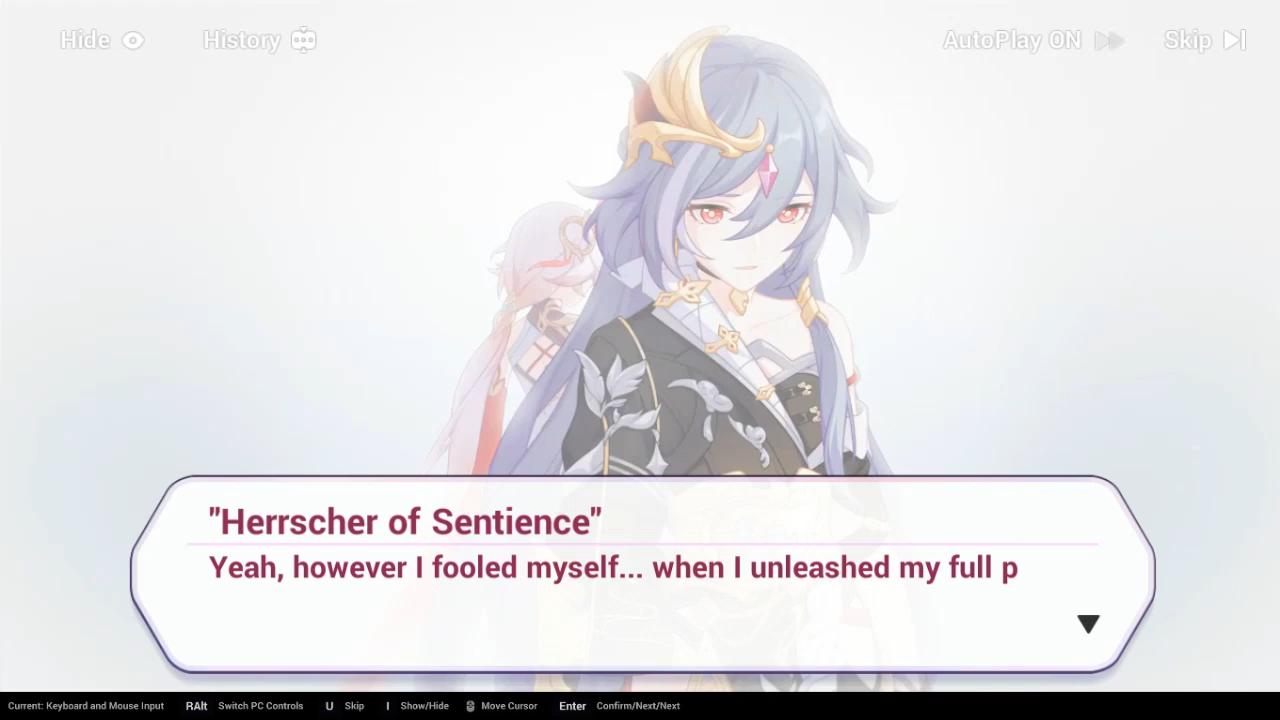 Hide
History
AutoPlay ON
Skip
"Herrscher of Sentience"
Yeah, however I fooled myself... when I unleashed my full p
Current: Keyboard and Mouse Input RAlt Switch PC Controls U Skip I Show/Hide Move Cursor Enter Confirm/Next/Next